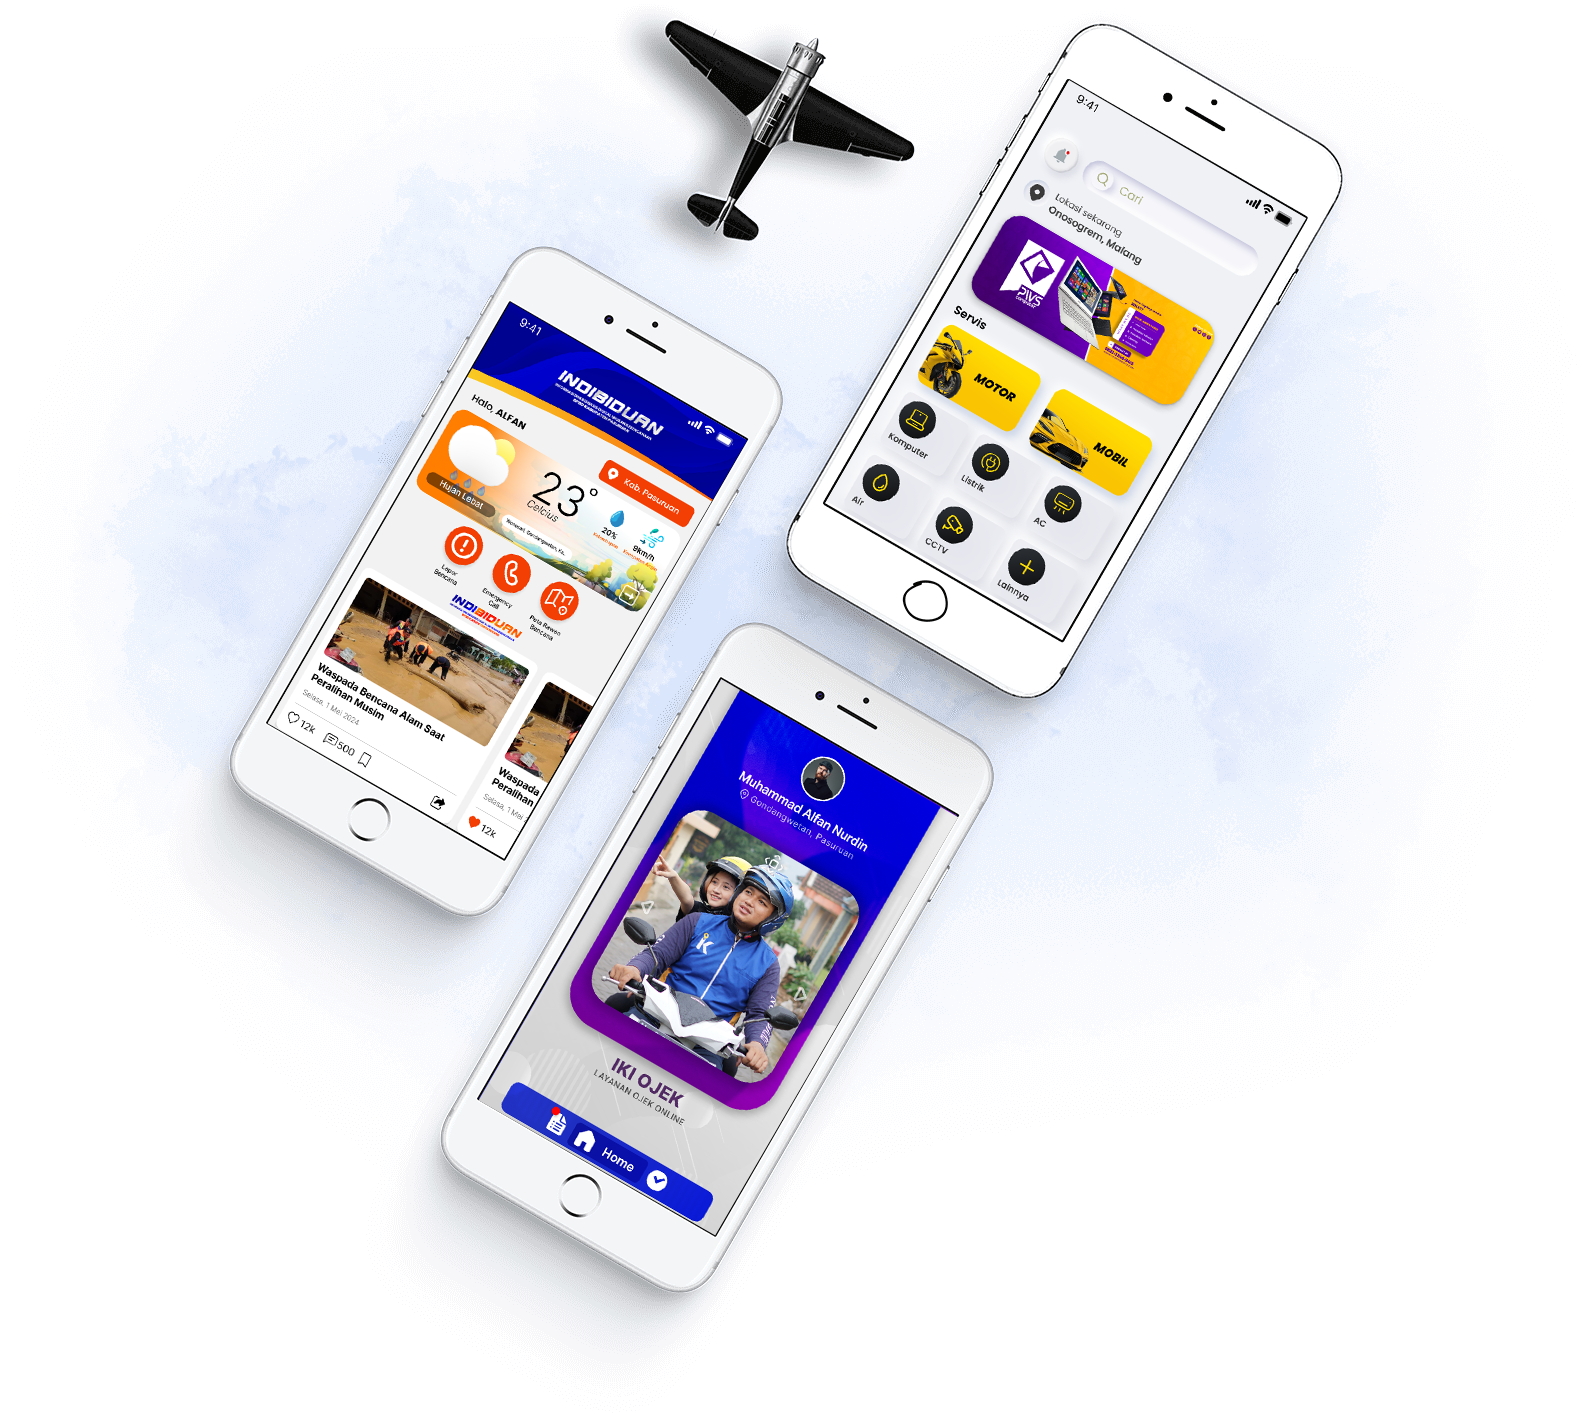 9:41
INDIBIDUAN
Halo, ALFAN
Kab. Pasuruan
Hujan Lebat
23°
Celcius
20%
9km/h
Lapor
Bencana
Emergency
Call
Peta Rawan
Bencana
INDIBIDUAN
Waspada Bencana Alam Saat
Peralihan Musim
Selasa, 1 Mei 2024
12k
500
Waspada
Peralihan
Selasa, 1 Mei
12k
9:41
Cari
Lokasi sekarang
Onosogrem, Malang
PIVS
Computer
Servis
MOTOR
MOBIL
Komputer
Listrik
AC
Air
CCTV
Lainnya
Muhammad Alfan Nurdin
Gondangwetan, Pasuruan
IKI OJEK
LAYANAN OJEK ONLINE
Home